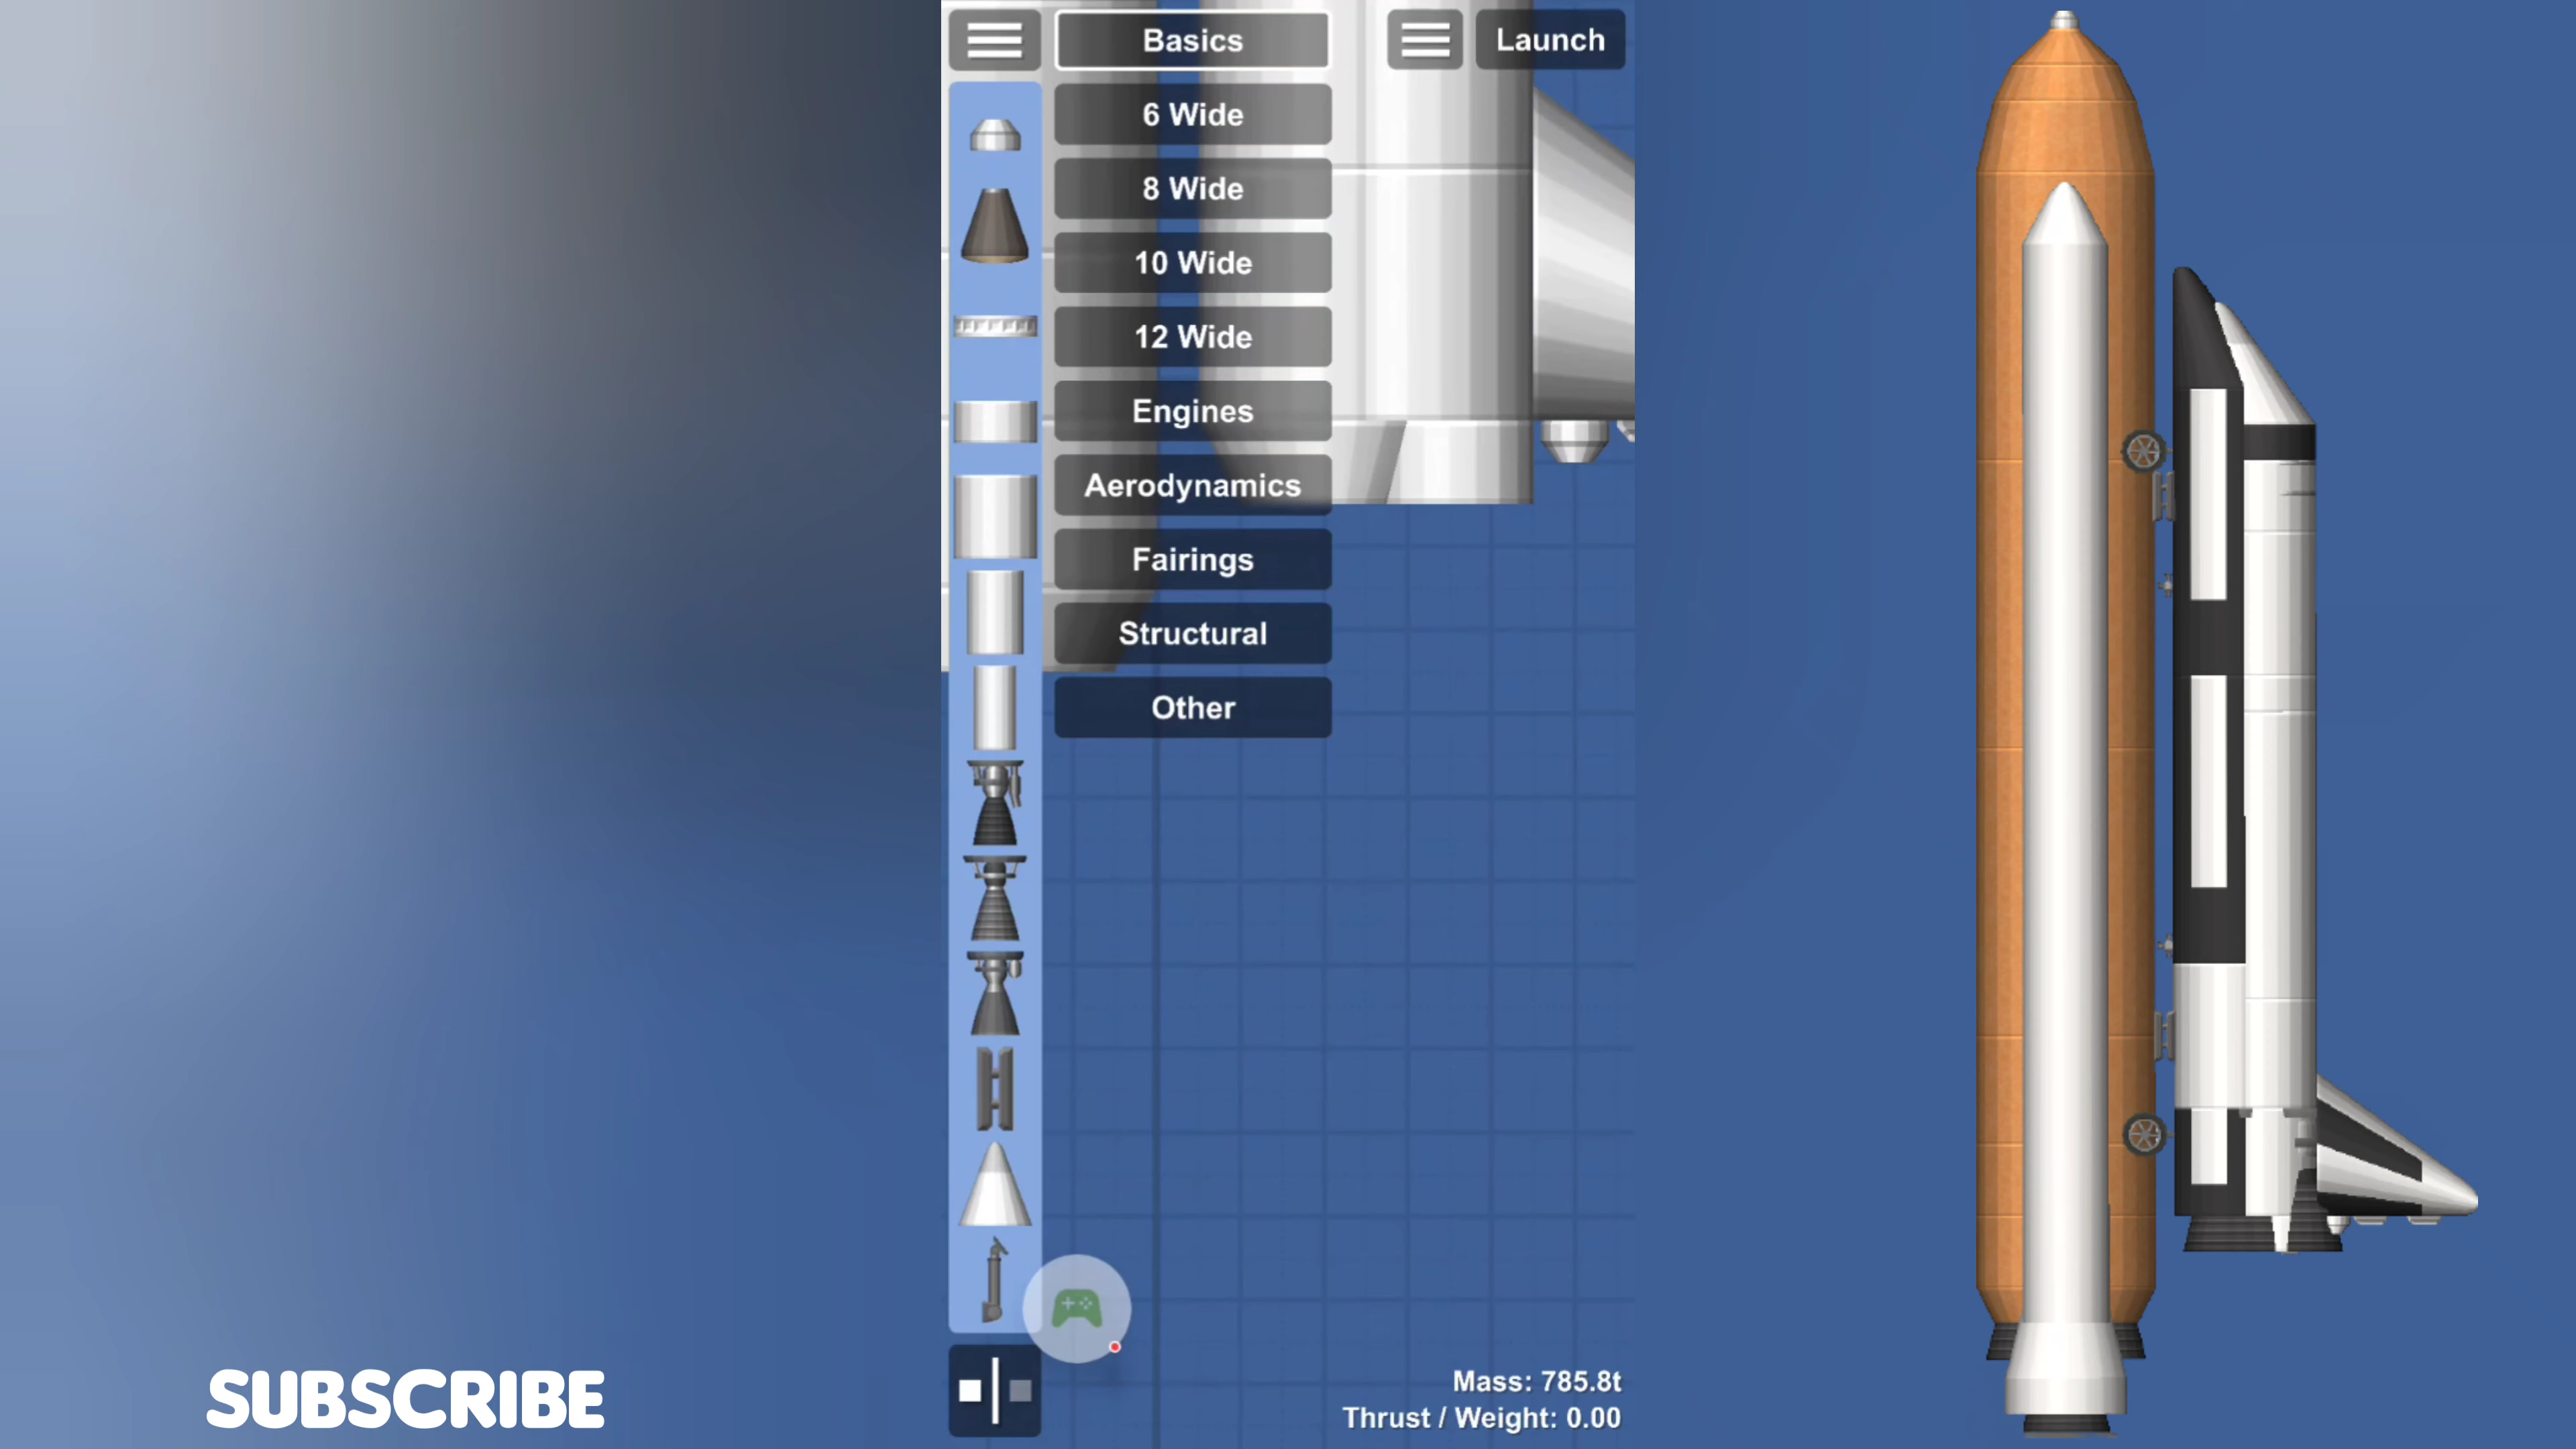 Basics
Launch
6 Wide
8 Wide
10 Wide
12 Wide
Engines
Aerodynamics
Fairings
Structural
Other
Mass: 785.8t
Thrust / Weight: 0.00
SUBSCRIBE